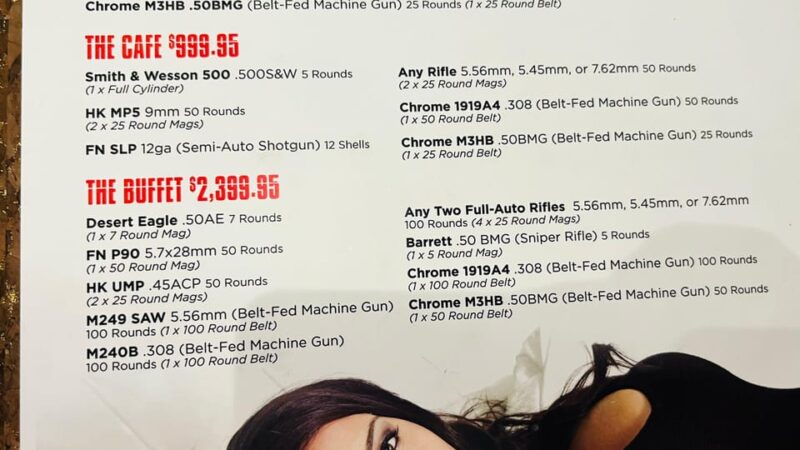 Chrome M3HB .50BMG (Belt-Fed Machine Gun) 25 Rounds (1 x 25 Round Belt)
THE CAFE $999.95
Smith & Wesson 500 .500S&W 5 Rounds
(1 x Full Cylinder)
HK MP5 9mm 50 Rounds
(2 x 25 Round Mags)
FN SLP 12ga (Semi-Auto Shotgun) 12 Shells
Any Rifle 5.56mm, 5.45mm, or 7.62mm 50 Rounds
(2 x 25 Round Mags)
Chrome 1919A4 .308 (Belt-Fed Machine Gun) 50 Rounds
(1 x 50 Round Belt)
Chrome M3HB .50BMG (Belt-Fed Machine Gun) 25 Rounds
(1 x 25 Round Belt)
THE BUFFET $2,399.95
Desert Eagle .50AE 7 Rounds
(1 x 7 Round Mag)
FN P90 5.7x28mm 50 Rounds
(1 x 50 Round Mag)
HK UMP .45ACP 50 Rounds
(2 x 25 Round Mags)
M249 SAW 5.56mm (Belt-Fed Machine Gun)
100 Rounds (1 x 100 Round Belt)
M240B .308 (Belt-Fed Machine Gun)
100 Rounds (1 x 100 Round Belt)
Any Two Full-Auto Rifles 5.56mm, 5.45mm, or 7.62mm
100 Rounds (4 x 25 Round Mags)
Barrett .50 BMG (Sniper Rifle) 5 Rounds
(1 x 5 Round Mag)
Chrome 1919A4 .308 (Belt-Fed Machine Gun) 100 Rounds
(1 x 100 Round Belt)
Chrome M3HB .50BMG (Belt-Fed Machine Gun) 50 Rounds
(1 x 50 Round Belt)